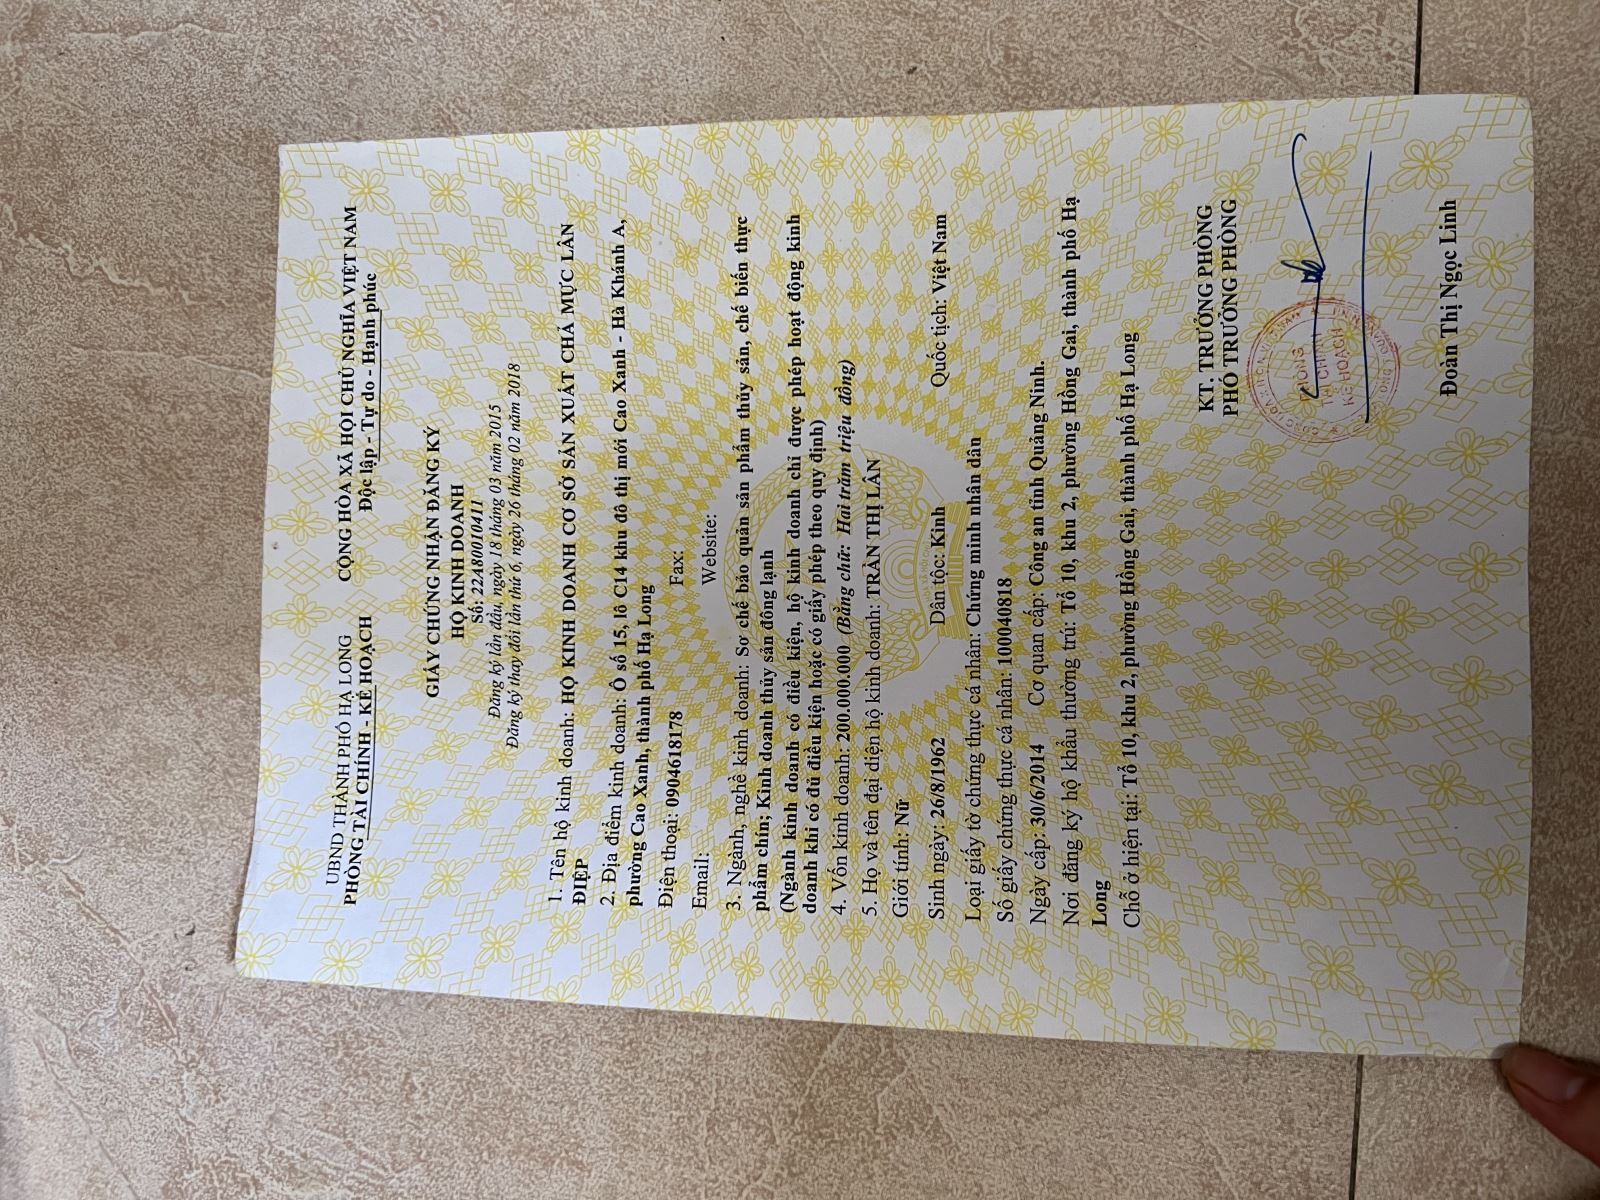 UBND THÀNH PHỐ HẠ LONG
PHÒNG TÀI CHÍNH - KẾ HOẠCH
CỘNG HÒA XÃ HỘI CHỦ NGHĨA VIỆT NAM
Độc lập - Tự do - Hạnh phúc
GIẤY CHỨNG NHẬN ĐĂNG KÝ
HỘ KINH DOANH
Số: 22A80010411
Đăng ký lần đầu, ngày 18 tháng 03 năm 2015
Đăng ký thay đổi lần thứ 6, ngày 26 tháng 02 năm 2018
1. Tên hộ kinh doanh: HỘ KINH DOANH CƠ SỞ SẢN XUẤT CHẢ MỰC LÂN
ĐIỆP
2. Địa điểm kinh doanh: Ô số 15, lô C14 khu đô thị mới Cao Xanh - Hà Khánh A,
phường Cao Xanh, thành phố Hạ Long
Điện thoại: 0904618178 Fax:
Email: Website:
3. Ngành, nghề kinh doanh: Sơ chế bảo quản sản phẩm thủy sản, chế biến thực
phẩm chín; Kinh doanh thủy sản đông lạnh
(Ngành kinh doanh có điều kiện, hộ kinh doanh chỉ được phép hoạt động kinh
doanh khi có đủ điều kiện hoặc có giấy phép theo quy định)
4. Vốn kinh doanh: 200.000.000 (Bằng chữ: Hai trăm triệu đồng)
5. Họ và tên đại diện hộ kinh doanh: TRẦN THỊ LÂN
Giới tính: Nữ
Sinh ngày: 26/8/1962 Dân tộc: Kinh Quốc tịch: Việt Nam
Loại giấy tờ chứng thực cá nhân: Chứng minh nhân dân
Số giấy chứng thực cá nhân: 100040818
Ngày cấp: 30/6/2014 Cơ quan cấp: Công an tỉnh Quảng Ninh.
Nơi đăng ký hộ khẩu thường trú: Tổ 10, khu 2, phường Hồng Gai, thành phố Hạ
Long
Chỗ ở hiện tại: Tổ 10, khu 2, phường Hồng Gai, thành phố Hạ Long
KT. TRƯỞNG PHÒNG
PHÓ TRƯỞNG PHÒNG
PHÒNG
TÀI CHÍNH
KẾ HOẠCH
Đoàn Thị Ngọc Linh